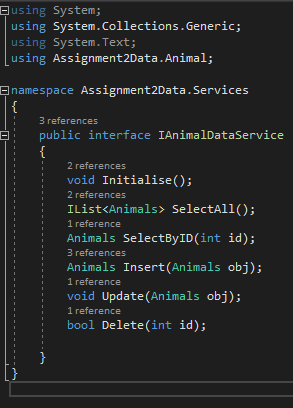 using System;
using System.Collections.Generic;
using System.Text;
using Assignment2Data.Animal;
namespace Assignment2Data.Services
{
3 references
public interface IAnimalDataService
{
2 references
void Initialise();
2 references
IList<Animals> SelectAll();
1 reference
Animals SelectByID(int id);
3 references
Animals Insert(Animals obj);
1 reference
void Update(Animals obj);
1 reference
bool Delete(int id);
}
}